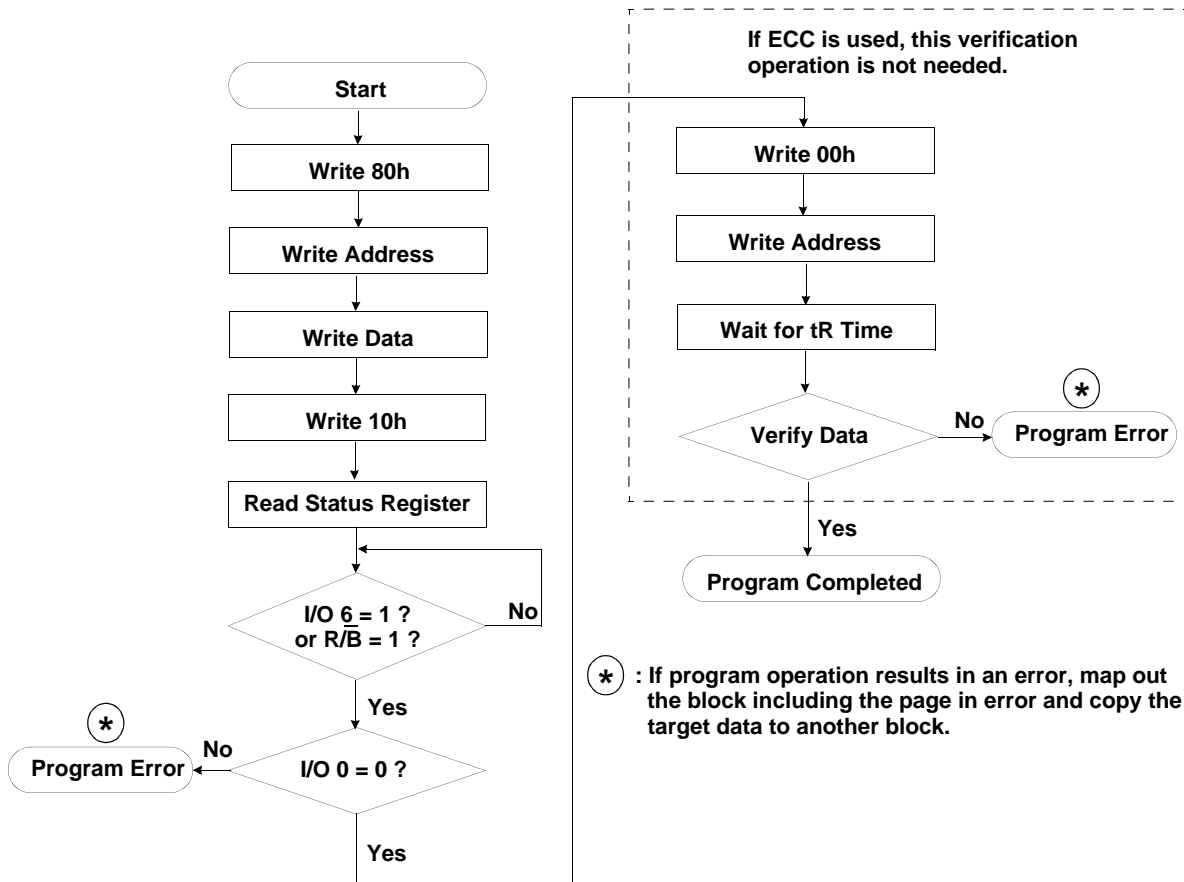 Start
Write 80h
Write Address
Write Data
Write 10h
Read Status Register
I/O 6 = 1 ?
or R/B̅ = 1 ?
No
Yes
*
No
Program Error
I/O 0 = 0 ?
Yes
If ECC is used, this verification
operation is not needed.
Write 00h
Write Address
Wait for tR Time
Verify Data
No
*
Program Error
Yes
Program Completed
* : If program operation results in an error, map out
the block including the page in error and copy the
target data to another block.